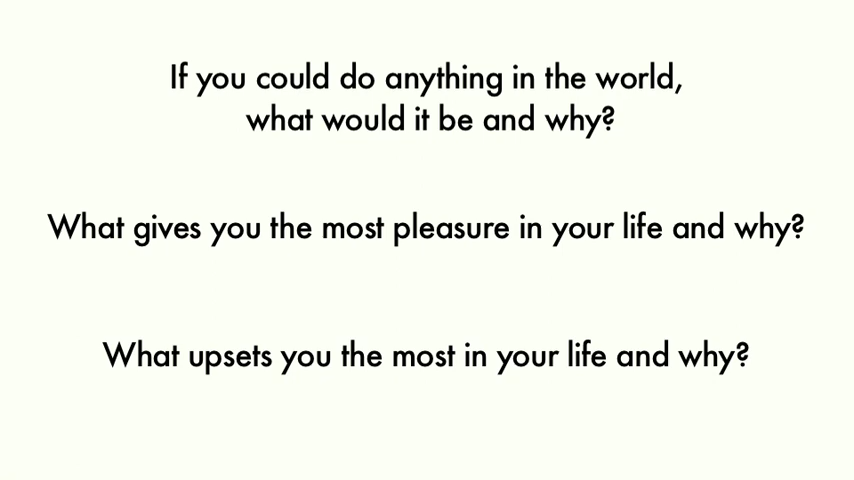 If you could do anything in the world,
what would it be and why?
What gives you the most pleasure in your life and why?
What upsets you the most in your life and why?